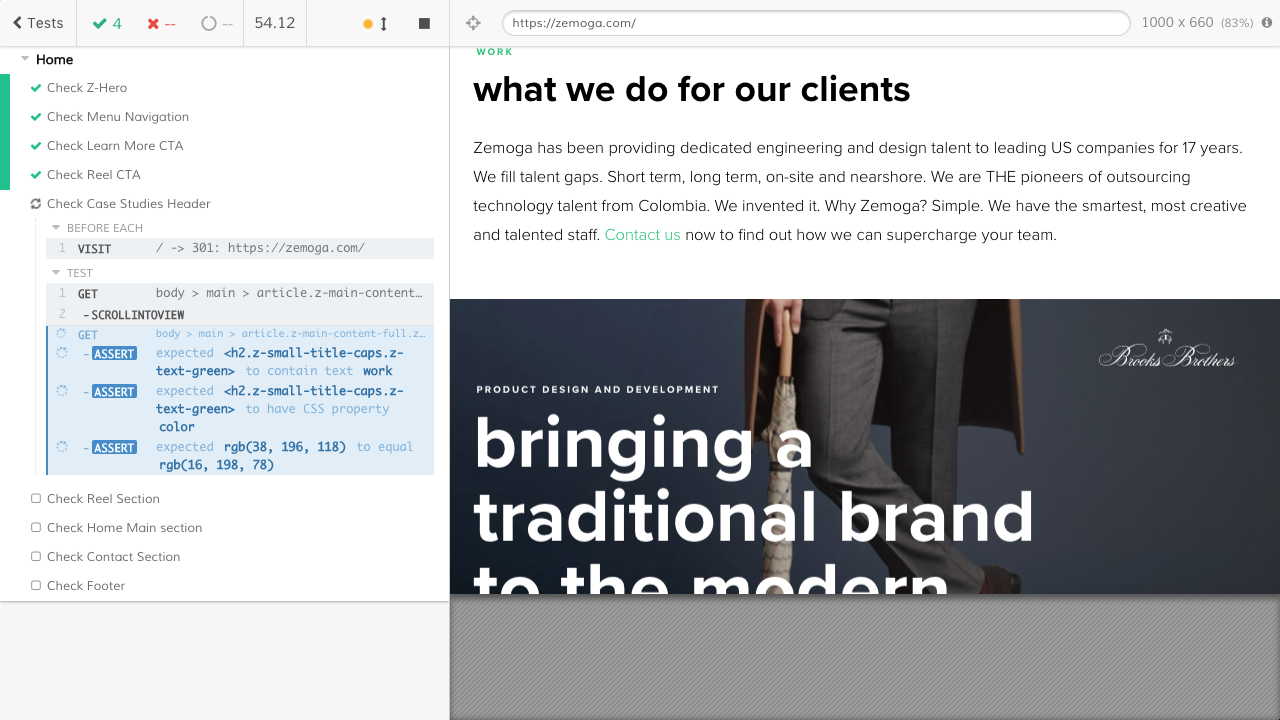 Tests
4
--
--
54.12
https://zemoga.com/
1000 x 660 (83%)
Home
Check Z-Hero
Check Menu Navigation
Check Learn More CTA
Check Reel CTA
Check Case Studies Header
BEFORE EACH
1 VISIT / -> 301: https://zemoga.com/
TEST
1 GET body > main > article.z-main-content…
2 -SCROLLINTOVIEW
GET body > main > article.z-main-content-full.z…
-ASSERT expected <h2.z-small-title-caps.z-
text-green> to contain text work
-ASSERT expected <h2.z-small-title-caps.z-
text-green> to have CSS property
color
-ASSERT expected rgb(38, 196, 118) to equal
rgb(16, 198, 78)
Check Reel Section
Check Home Main section
Check Contact Section
Check Footer
WORK
what we do for our clients
Zemoga has been providing dedicated engineering and design talent to leading US companies for 17 years.
We fill talent gaps. Short term, long term, on-site and nearshore. We are THE pioneers of outsourcing
technology talent from Colombia. We invented it. Why Zemoga? Simple. We have the smartest, most creative
and talented staff. Contact us now to find out how we can supercharge your team.
Brooks Brothers
PRODUCT DESIGN AND DEVELOPMENT
bringing a
traditional brand
to the modern